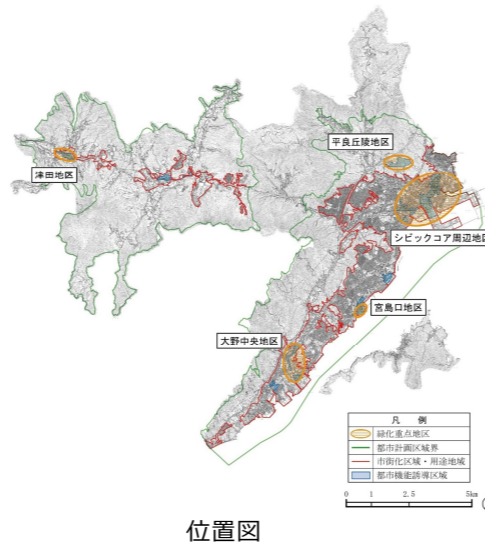 平良丘陵地区
津田地区
シビックコア周辺地区
宮島口地区
大野中央地区
凡 例
緑化重点地区
都市計画区域界
市街化区域・用途地域
都市機能誘導区域
0 1 2.5 5km
位置図